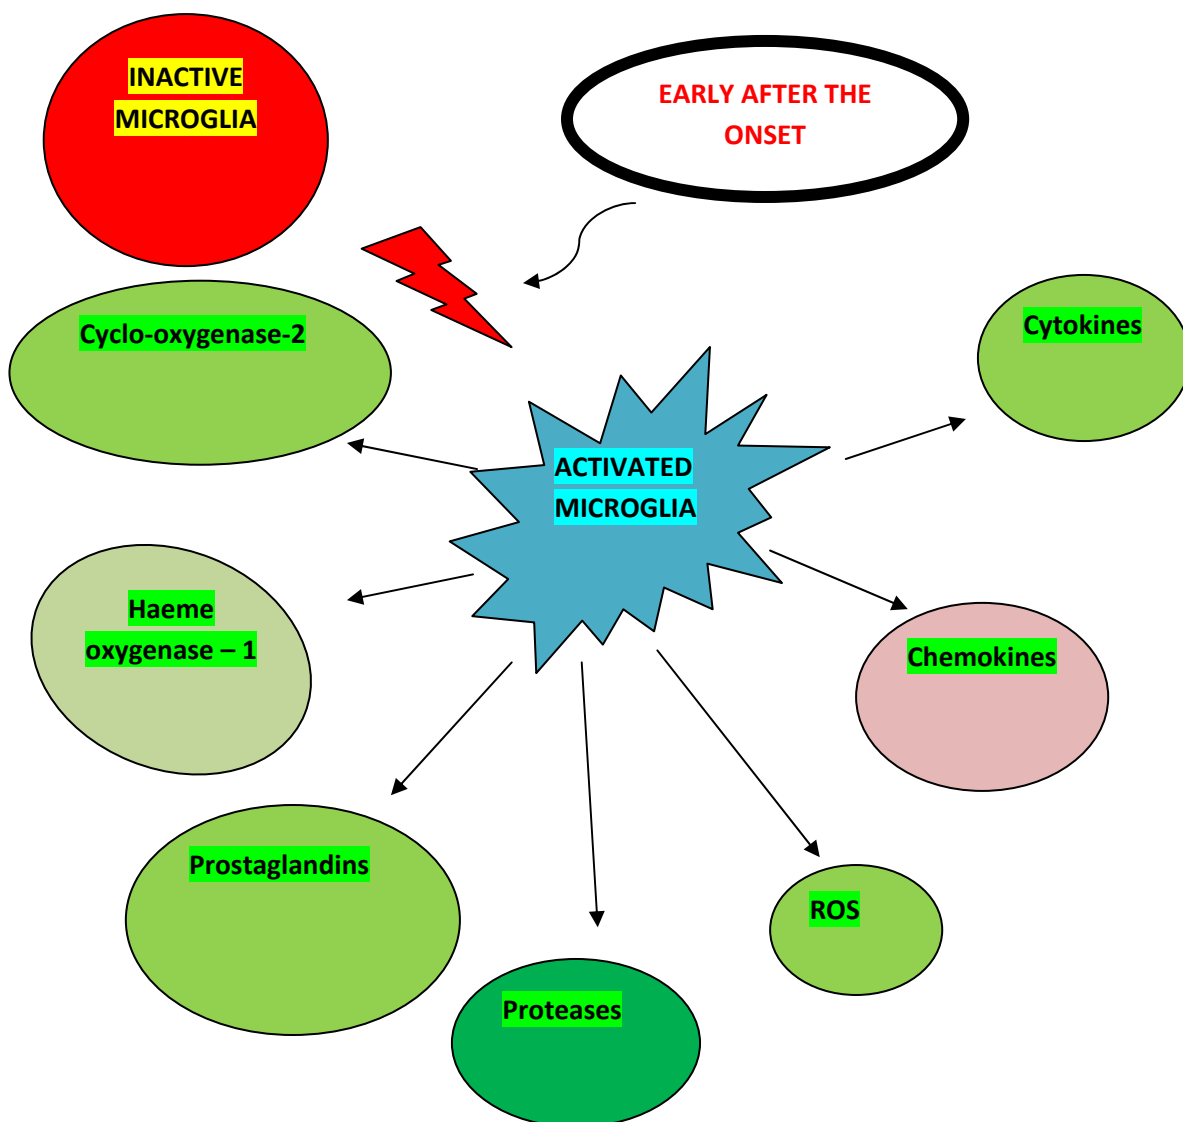 INACTIVE
MICROGLIA
EARLY AFTER THE
ONSET
Cyclo-oxygenase-2
Cytokines
ACTIVATED
MICROGLIA
Haeme
oxygenase – 1
Chemokines
Prostaglandins
ROS
Proteases